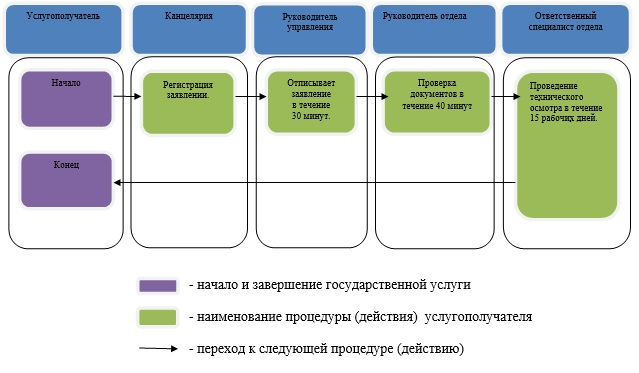 Услугополучатель
Канцелярия
Руководитель
управления
Руководитель отдела
Ответственный
специалист отдела
Начало
Регистрация
заявлении.
Отписывает
заявление
в течение
30 минут.
Проверка
документов в
течение 40 минут
Проведение
технического
осмотра в течение
15 рабочих дней.
Конец
- начало и завершение государственной услуги
- наименование процедуры (действия) услугополучателя
- переход к следующей процедуре (действию)